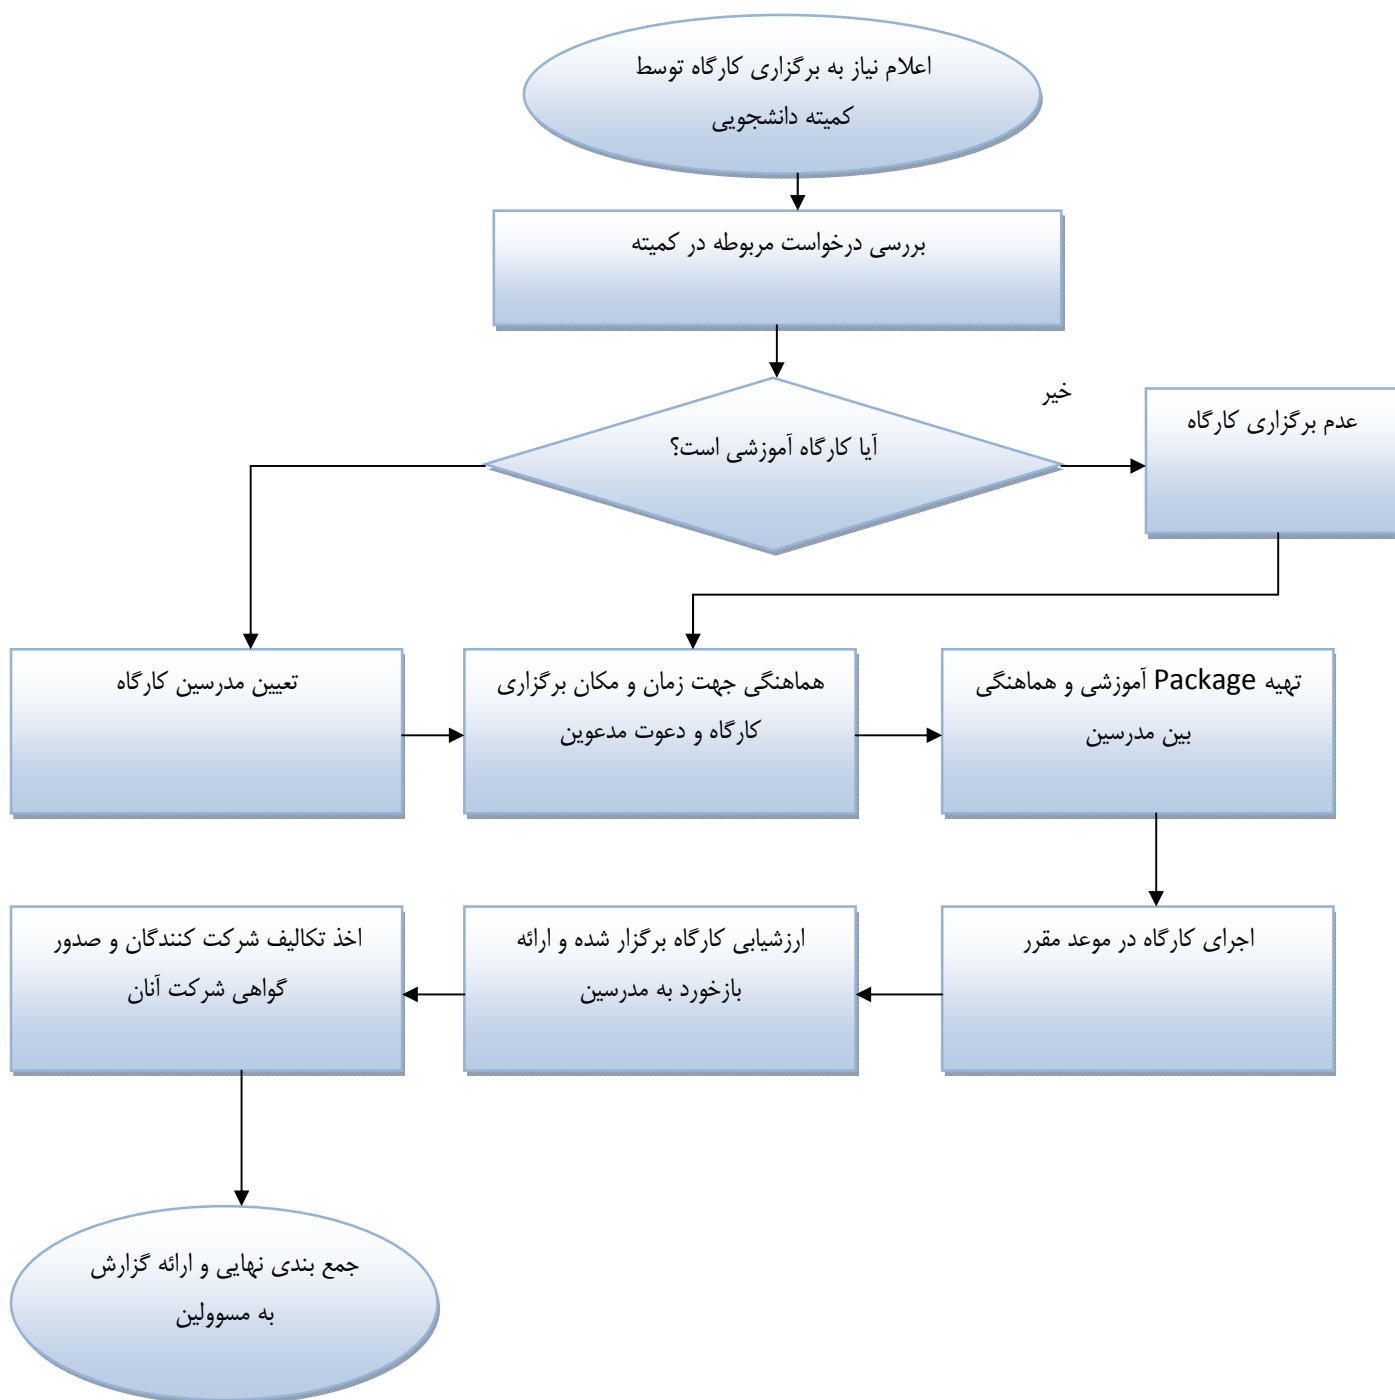 اعلام نیاز به برگزاری کارگاه توسط
کمیته دانشجویی
بررسی درخواست مربوطه در کمیته
خیر
عدم برگزاری کارگاه
آیا کارگاه آموزشی است؟
تعیین مدرسین کارگاه
هماهنگی جهت زمان و مکان برگزاری
کارگاه و دعوت مدعوین
تهیه Package آموزشی و هماهنگی
بین مدرسین
اجرای کارگاه در موعد مقرر
ارزشیابی کارگاه برگزار شده و ارائه
بازخورد به مدرسین
اخذ تکالیف شرکت کنندگان و صدور
گواهی شرکت آنان
جمع بندی نهایی و ارائه گزارش
به مسوولین